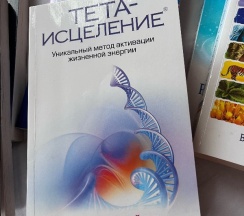 ТЕТА-
ИСЦЕЛЕНИЕ®
Уникальный метод активации
жизненной энергии